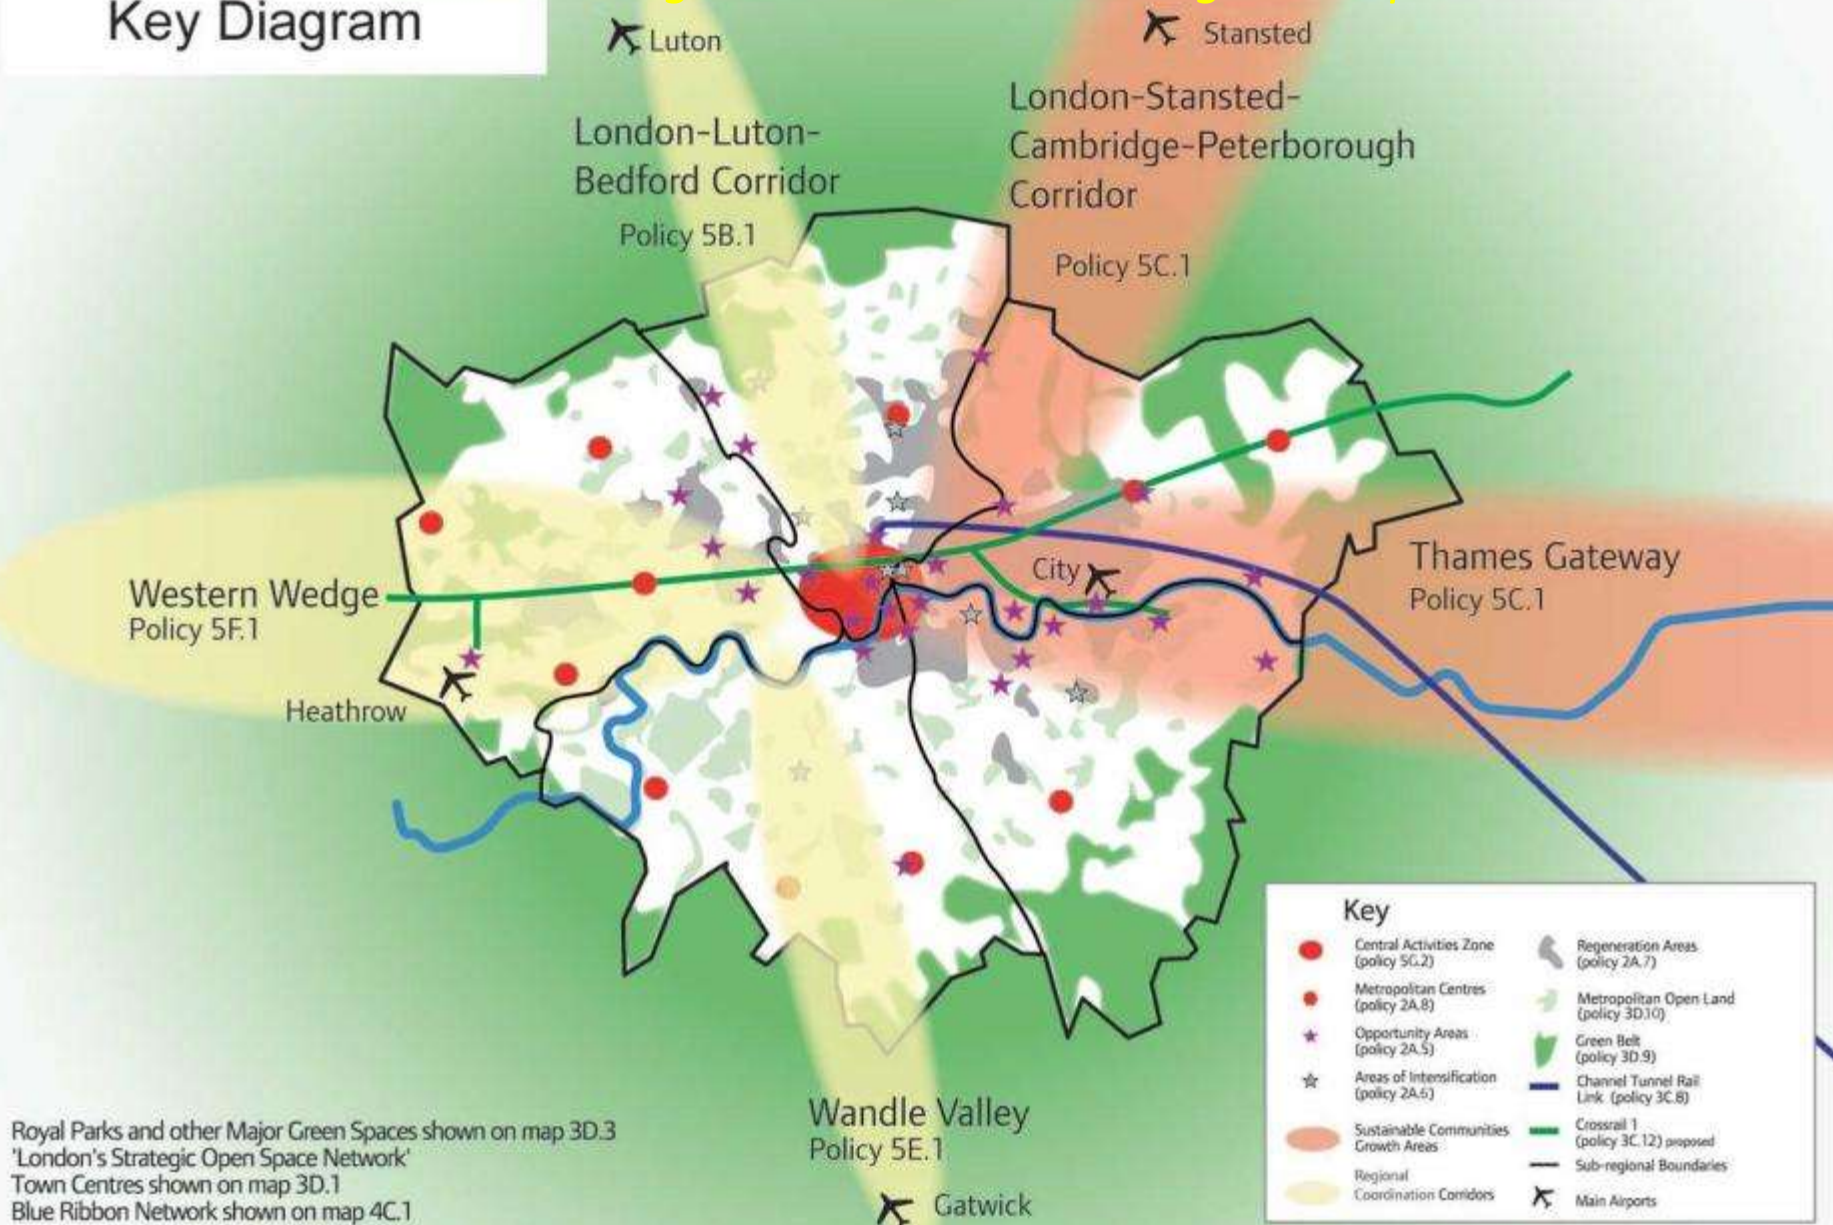 Key Diagram
Luton
Stansted
London-Luton-
Bedford Corridor
Policy 5B.1
London-Stansted-
Cambridge-Peterborough
Corridor
Policy 5C.1
City
Thames Gateway
Policy 5C.1
Western Wedge
Policy 5F.1
Heathrow
Wandle Valley
Policy 5E.1
Gatwick
Royal Parks and other Major Green Spaces shown on map 3D.3
'London's Strategic Open Space Network'
Town Centres shown on map 3D.1
Blue Ribbon Network shown on map 4C.1
Key
Central Activities Zone
(policy 5G.2)
Metropolitan Centres
(policy 2A.8)
Opportunity Areas
(policy 2A.5)
Areas of Intensification
(policy 2A.6)
Sustainable Communities
Growth Areas
Regional
Coordination Corridors
Regeneration Areas
(policy 2A.7)
Metropolitan Open Land
(policy 3D.10)
Green Belt
(policy 3D.9)
Channel Tunnel Rail
Link (policy 3C.8)
Crossrail 1
(policy 3C.12) proposed
Sub-regional Boundaries
Main Airports